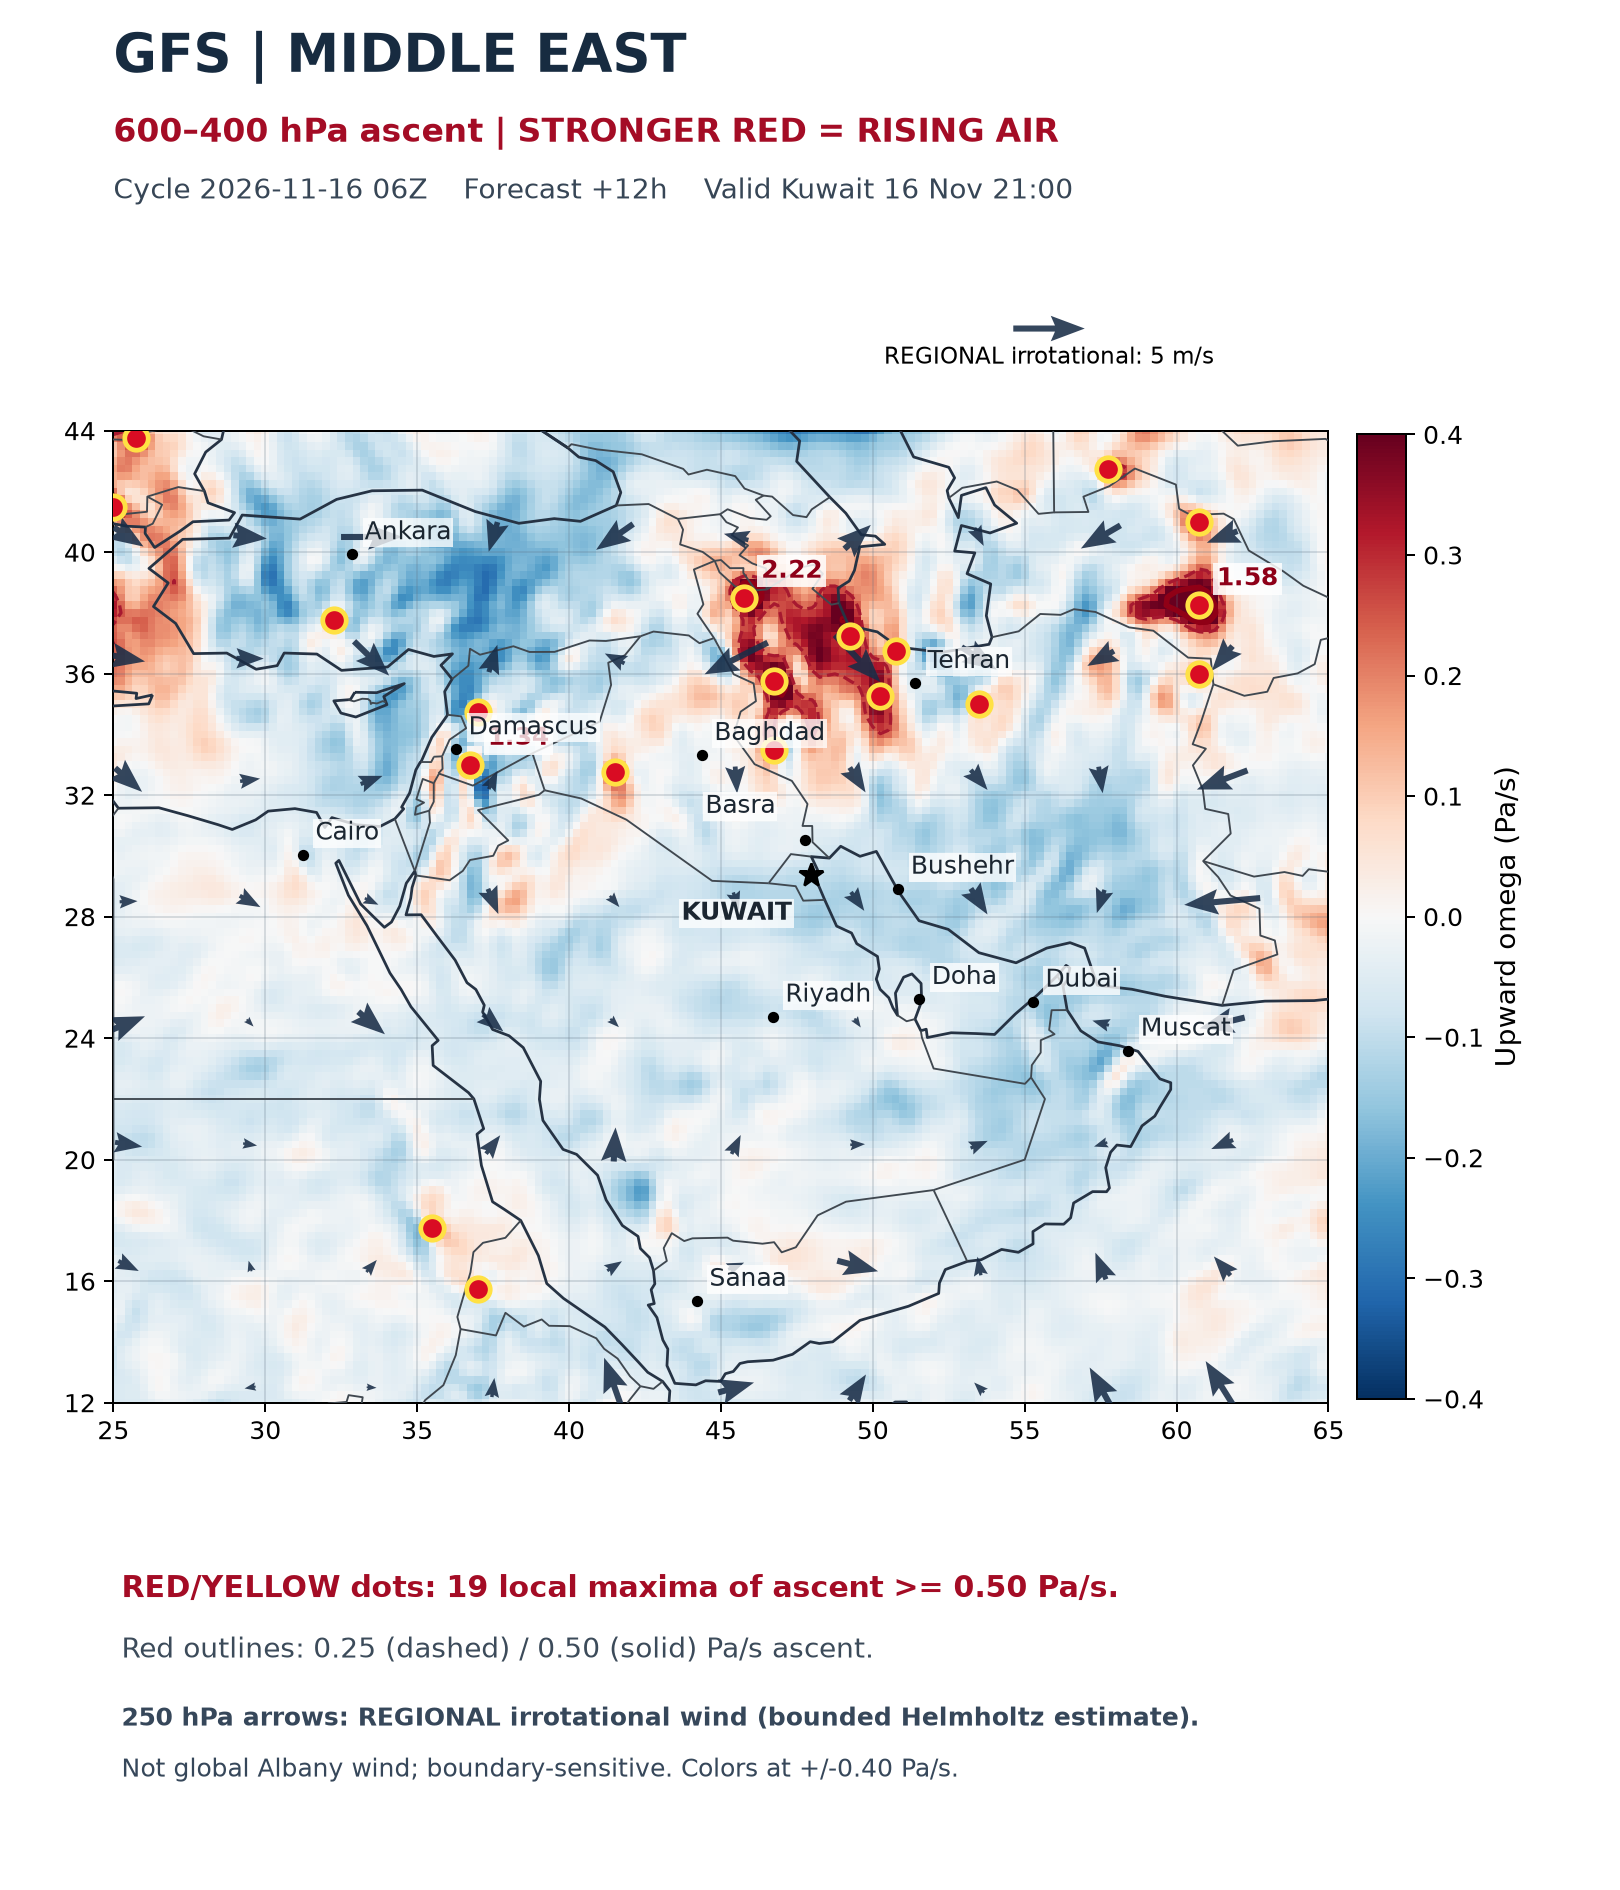 GFS | MIDDLE EAST
600–400 hPa ascent | STRONGER RED = RISING AIR
Cycle 2026-11-16 06Z    Forecast +12h    Valid Kuwait 16 Nov 21:00
REGIONAL irrotational: 5 m/s
44
40
36
32
28
24
20
16
12
25
30
35
40
45
50
55
60
65
Ankara
2.22
1.58
Tehran
Damascus
1.34
Baghdad
Basra
Cairo
Bushehr
KUWAIT
Riyadh
Doha
Dubai
Muscat
Sanaa
0.4
0.3
0.2
0.1
0.0
−0.1
−0.2
−0.3
−0.4
Upward omega (Pa/s)
RED/YELLOW dots: 19 local maxima of ascent >= 0.50 Pa/s.
Red outlines: 0.25 (dashed) / 0.50 (solid) Pa/s ascent.
250 hPa arrows: REGIONAL irrotational wind (bounded Helmholtz estimate).
Not global Albany wind; boundary-sensitive. Colors at +/-0.40 Pa/s.